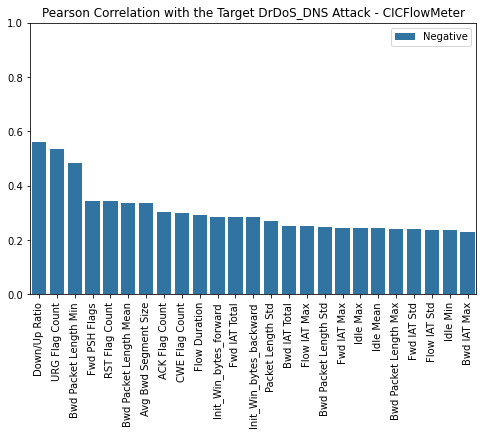 Pearson Correlation with the Target DrDoS_DNS Attack - CICFlowMeter
Negative
1.0
0.8
0.6
0.4
0.2
0.0
Down/Up Ratio
URG Flag Count
Bwd Packet Length Min
Fwd PSH Flags
RST Flag Count
Bwd Packet Length Mean
Avg Bwd Segment Size
ACK Flag Count
CWE Flag Count
Flow Duration
Init_Win_bytes_forward
Fwd IAT Total
Init_Win_bytes_backward
Packet Length Std
Bwd IAT Total
Flow IAT Max
Bwd Packet Length Std
Fwd IAT Max
Idle Max
Idle Mean
Bwd Packet Length Max
Fwd IAT Std
Flow IAT Std
Idle Min
Bwd IAT Max